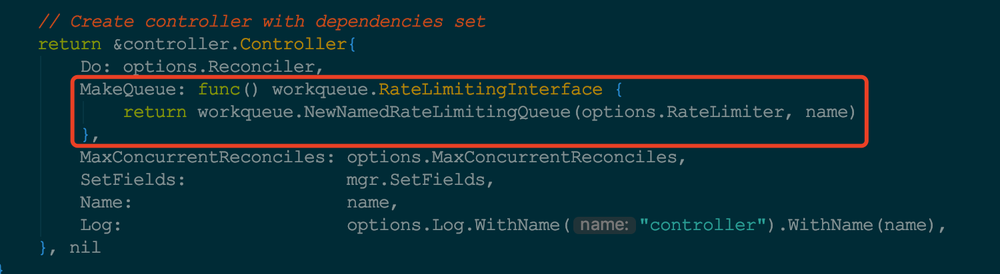 // Create controller with dependencies set
return &controller.Controller{
Do: options.Reconciler,
MakeQueue: func() workqueue.RateLimitingInterface {
return workqueue.NewNamedRateLimitingQueue(options.RateLimiter, name)
},
MaxConcurrentReconciles: options.MaxConcurrentReconciles,
SetFields: mgr.SetFields,
Name: name,
Log: options.Log.WithName( name: "controller").WithName(name),
}, nil
}